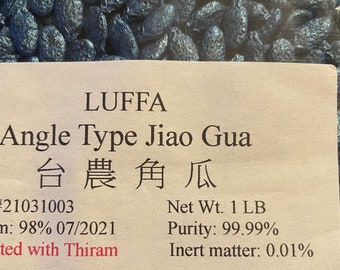 LUFFA
Angle Type Jiao Gua
台農角瓜
#21031003 Net Wt. 1 LB
98% 07/2021 Purity: 99.99%
with Thiram Inert matter: 0.01%